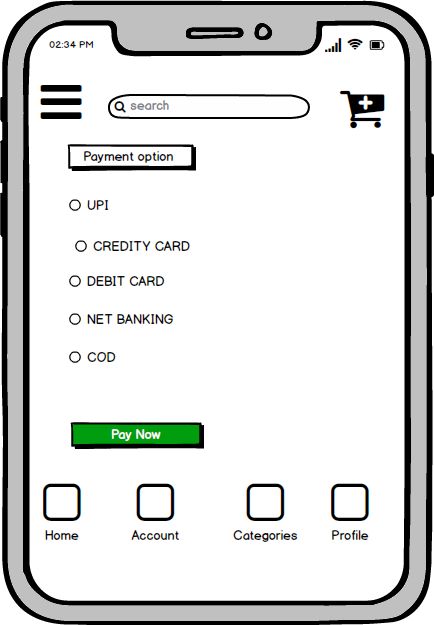 02:34 PM
search
Payment option
UPI
CREDITY CARD
DEBIT CARD
NET BANKING
COD
Pay Now
Home Account Categories Profile